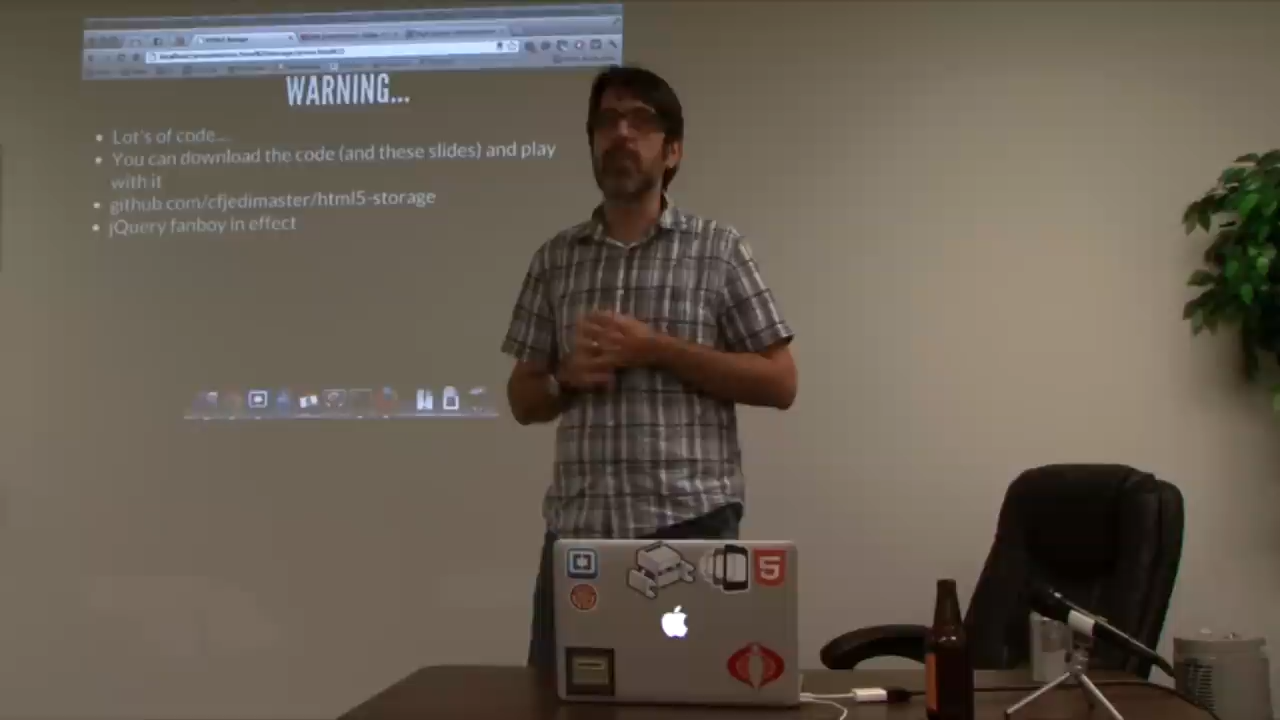 WARNING...
Lot's of code...
You can download the code (and these slides) and play
with it
github.com/cfjedimaster/html5-storage
jQuery fanboy in effect
5